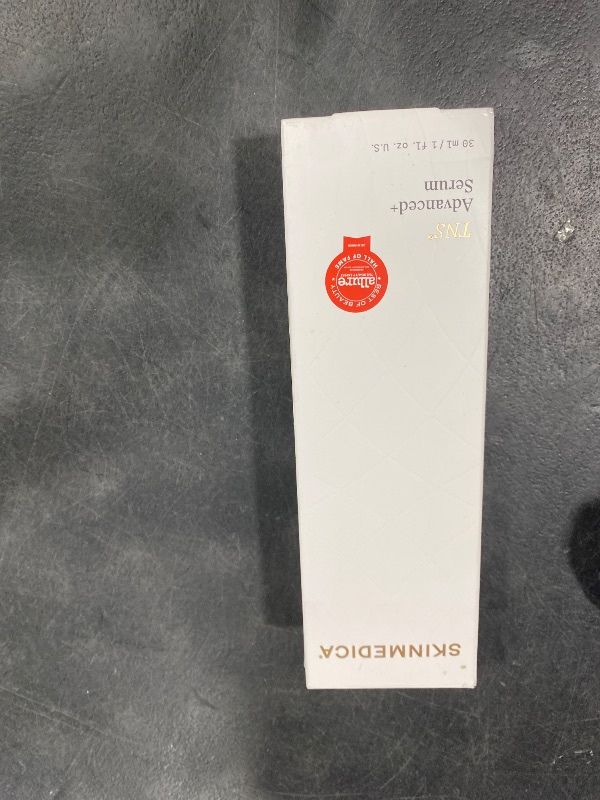 SKINMEDICA®
BEST OF BEAUTY
allure
HALL OF FAME
TNS®
Advanced+
Serum
30 ml / 1 fl. oz. U.S.